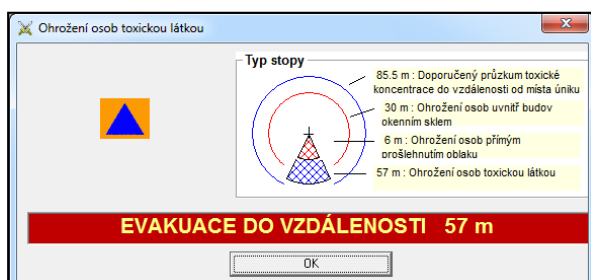 Ohrožení osob toxickou látkou
Typ stopy
85.5 m : Doporučený průzkum toxické
koncentrace do vzdálenosti od místa úniku
30 m : Ohrožení osob uvnitř budov
okenním sklem
6 m : Ohrožení osob přímým
prošlehnutím oblaku
57 m : Ohrožení osob toxickou látkou
EVAKUACE DO VZDÁLENOSTI 57 m
OK